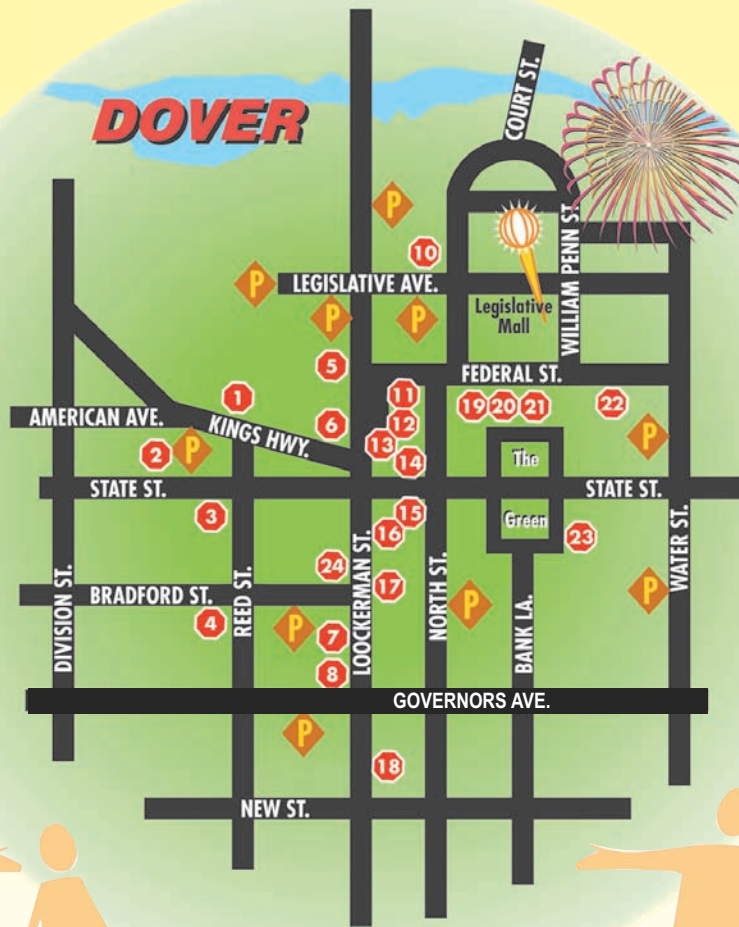 COURT ST.
DOVER
P
WILLIAM PENN ST.
10
P
LEGISLATIVE AVE.
P
P
Legislative
Mall
5
FEDERAL ST.
1
11
19
20
21
22
AMERICAN AVE.
KINGS HWY.
6
12
13
P
2
P
14
The
STATE ST.
STATE ST.
3
15
Green
16
23
24
LOOCKERMAN ST.
NORTH ST.
WATER ST.
DIVISION ST.
BRADFORD ST.
REED ST.
17
P
BANK LA.
P
4
P
7
8
GOVERNORS AVE.
P
18
NEW ST.